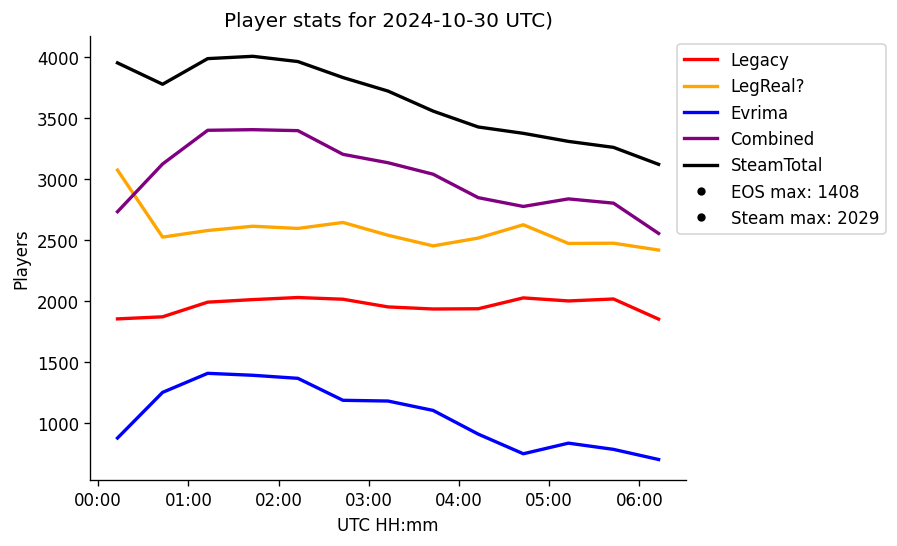 Player stats for 2024-10-30 UTC)
Players
4000
3500
3000
2500
2000
1500
1000
00:00 01:00 02:00 03:00 04:00 05:00 06:00
UTC HH:mm
Legacy
LegReal?
Evrima
Combined
SteamTotal
EOS max: 1408
Steam max: 2029